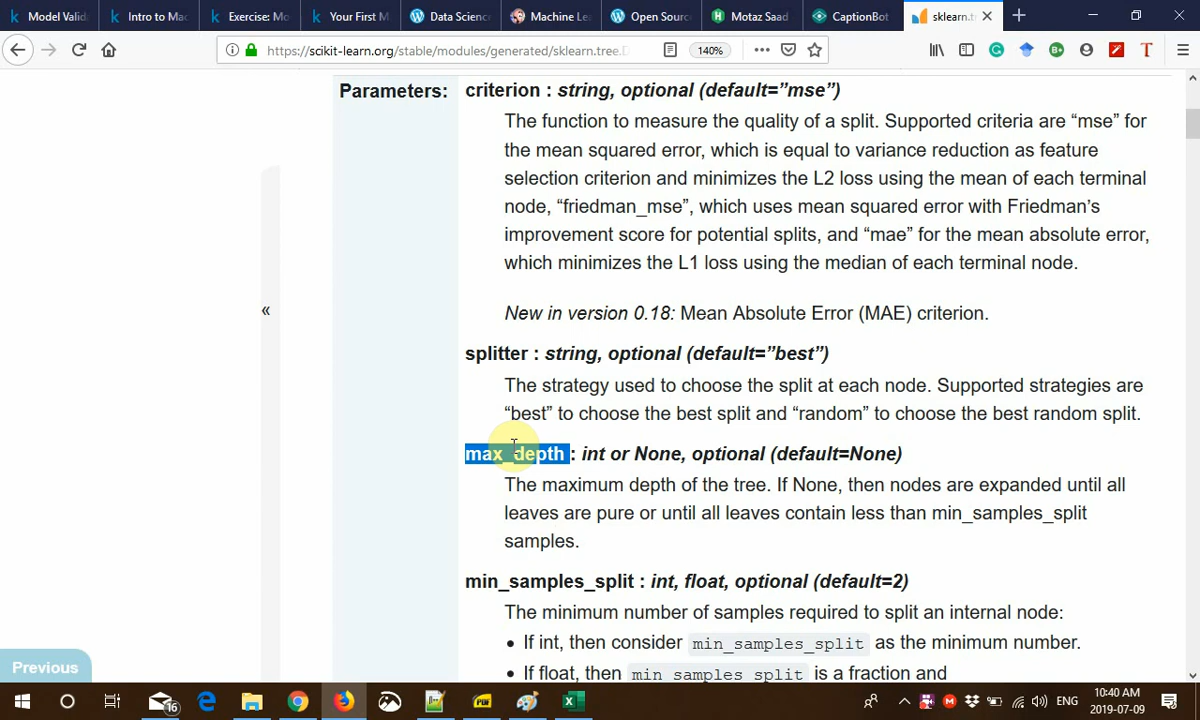 Model Valid
Intro to Mac
Exercise: Mo
Your First M
Data Scienc
Machine Le
Open Sourc
Motaz Saad
CaptionBot
sklearn.tr
https://scikit-learn.org/stable/modules/generated/sklearn.tree.D
140%
Parameters:
criterion : string, optional (default=”mse”)
The function to measure the quality of a split. Supported criteria are “mse” for
the mean squared error, which is equal to variance reduction as feature
selection criterion and minimizes the L2 loss using the mean of each terminal
node, “friedman_mse”, which uses mean squared error with Friedman’s
improvement score for potential splits, and “mae” for the mean absolute error,
which minimizes the L1 loss using the median of each terminal node.
New in version 0.18: Mean Absolute Error (MAE) criterion.
«
splitter : string, optional (default=”best”)
The strategy used to choose the split at each node. Supported strategies are
“best” to choose the best split and “random” to choose the best random split.
max_depth : int or None, optional (default=None)
The maximum depth of the tree. If None, then nodes are expanded until all
leaves are pure or until all leaves contain less than min_samples_split
samples.
min_samples_split : int, float, optional (default=2)
The minimum number of samples required to split an internal node:
• If int, then consider min_samples_split as the minimum number.
• If float, then min_samples_split is a fraction and
Previous
16
ENG
10:40 AM
2019-07-09